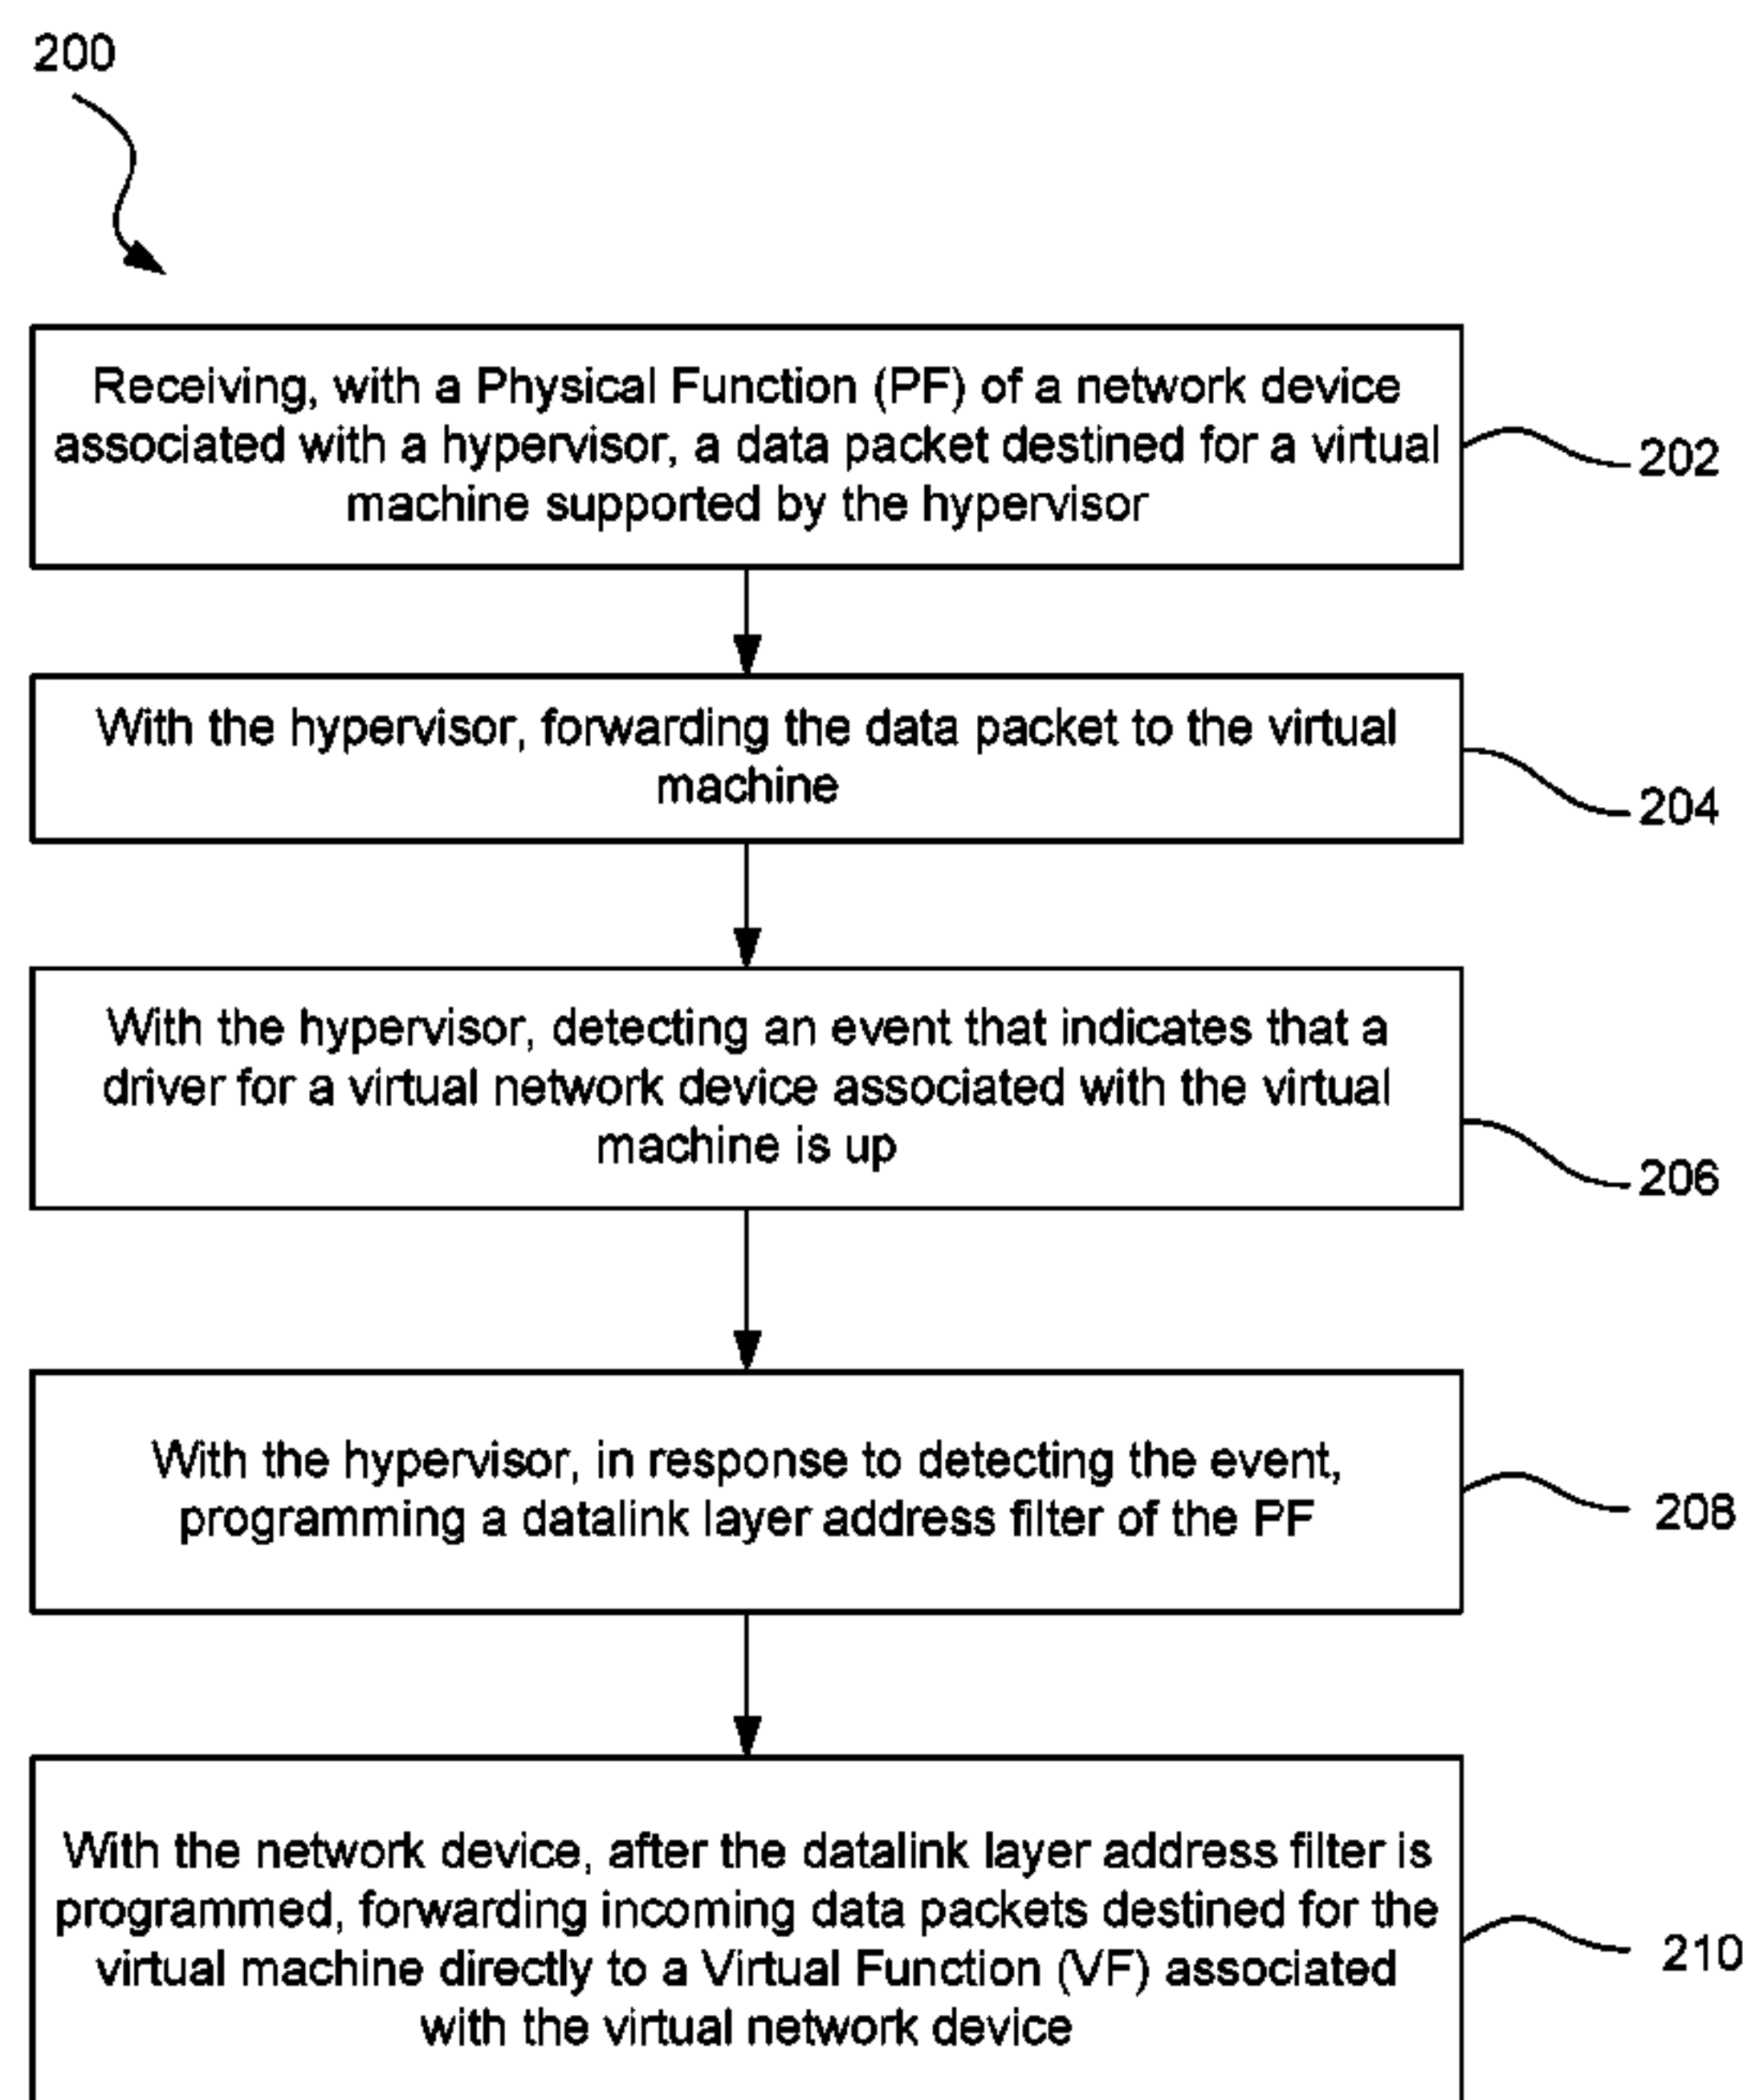 200
Receiving, with a Physical Function (PF) of a network device
associated with a hypervisor, a data packet destined for a virtual
machine supported by the hypervisor
202
With the hypervisor, forwarding the data packet to the virtual
machine
204
With the hypervisor, detecting an event that indicates that a
driver for a virtual network device associated with the virtual
machine is up
206
With the hypervisor, in response to detecting the event,
programming a datalink layer address filter of the PF
208
With the network device, after the datalink layer address filter is
programmed, forwarding incoming data packets destined for the
virtual machine directly to a Virtual Function (VF) associated
with the virtual network device
210